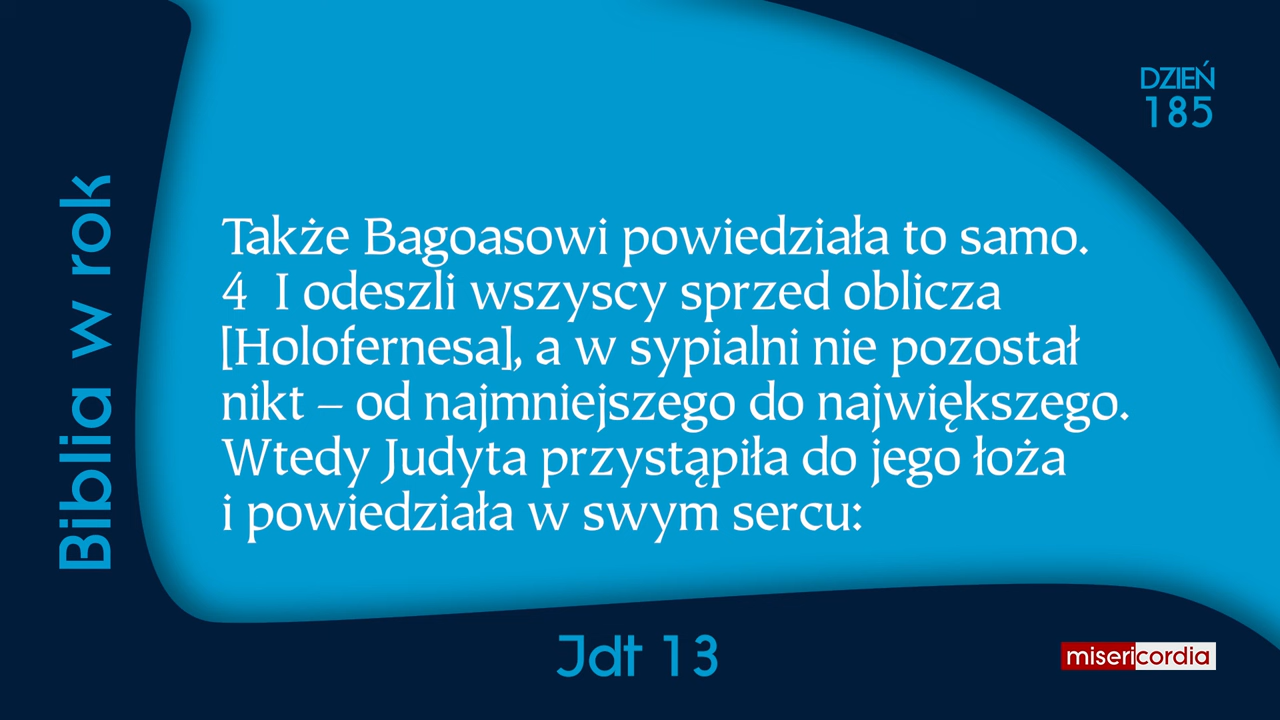 DZIEŃ
185
Biblia w rok
Także Bagoasowi powiedziała to samo.
4 I odeszli wszyscy sprzed oblicza
[Holofernesa], a w sypialni nie pozostał
nikt – od najmniejszego do największego.
Wtedy Judyta przystąpiła do jego łoża
i powiedziała w swym sercu:
Jdt 13
misericordia